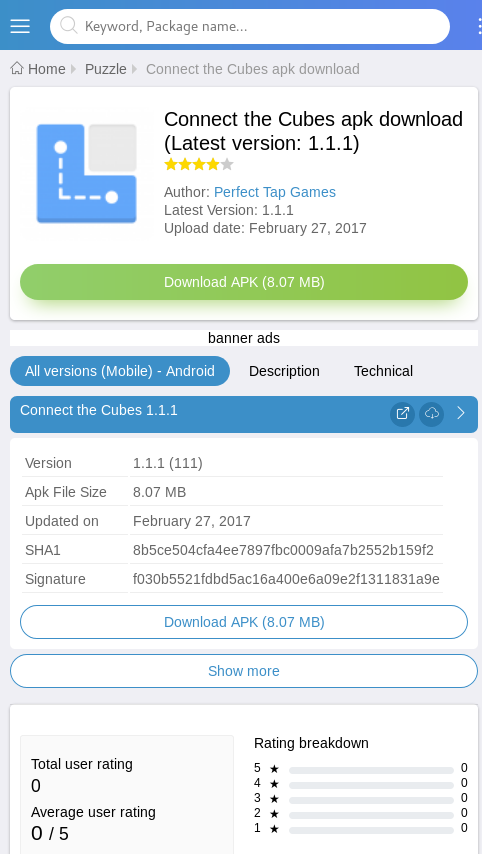 Keyword, Package name...
Home Puzzle Connect the Cubes apk download
Connect the Cubes apk download
(Latest version: 1.1.1)
Author: Perfect Tap Games
Latest Version: 1.1.1
Upload date: February 27, 2017
Download APK (8.07 MB)
banner ads
All versions (Mobile) - Android Description Technical
Connect the Cubes 1.1.1
Version 1.1.1 (111)
Apk File Size 8.07 MB
Updated on February 27, 2017
SHA1 8b5ce504cfa4ee7897fbc0009afa7b2552b159f2
Signature f030b5521fdbd5ac16a400e6a09e2f1311831a9e
Download APK (8.07 MB)
Show more
Total user rating
0
Average user rating
0 / 5
Rating breakdown
5 ★ 0
4 ★ 0
3 ★ 0
2 ★ 0
1 ★ 0